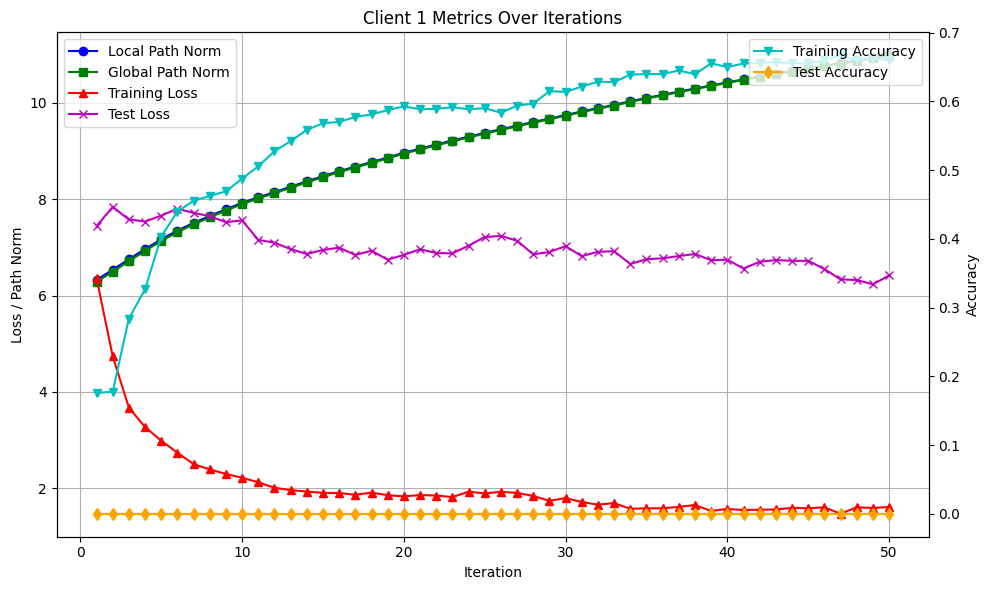 Client 1 Metrics Over Iterations
Local Path Norm
Global Path Norm
Training Loss
Test Loss
Training Accuracy
Test Accuracy
Loss / Path Norm
10
8
6
4
2
Accuracy
0.7
0.6
0.5
0.4
0.3
0.2
0.1
0.0
0
10
20
30
40
50
Iteration